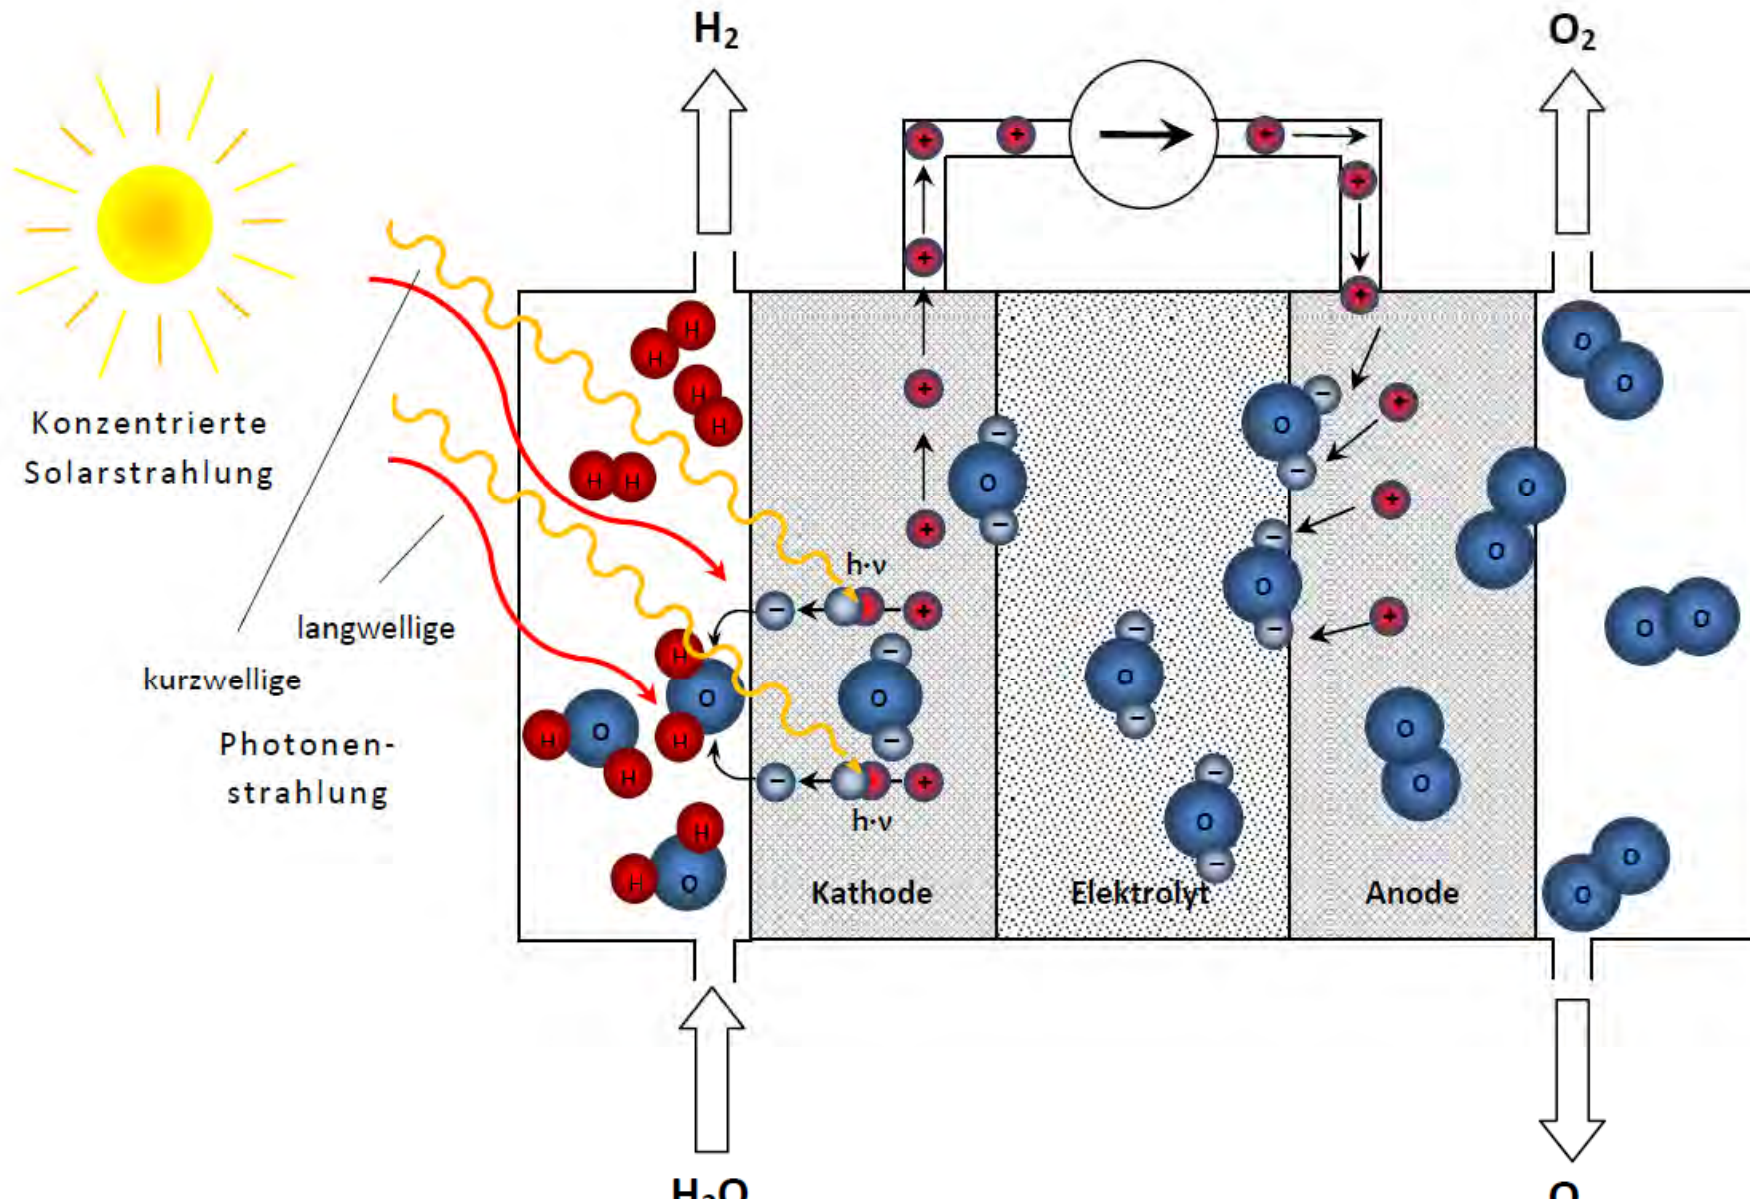 H₂
O₂
+ + +
+
+
+
H
H
H
H
H H
Konzentrierte
Solarstrahlung
langwellige
kurzwellige
Photonen-
strahlung
+
+
h·ν
− +
− +
h·ν
H
O
H
H
O
H
H
H
O
−
O
−
−
O
−
−
O
−
−
O
−
−
O
−
−
O
−
+
+
+
+
O
O
O
O
O
O
O O
O
O
Kathode
Elektrolyt
Anode
H₂O